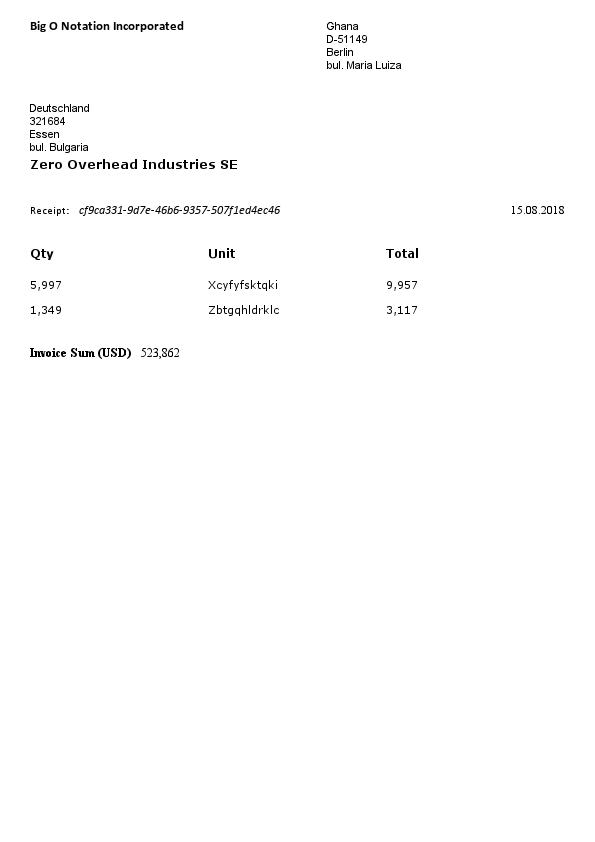 Big O Notation Incorporated
Ghana
D-51149
Berlin
bul. Maria Luiza
Deutschland
321684
Essen
bul. Bulgaria
Zero Overhead Industries SE
Receipt: cf9ca331-9d7e-46b6-9357-507f1ed4ec46 15.08.2018
Qty Unit Total
5,997 Xcyfyfsktqki 9,957
1,349 Zbtgqhldrklc 3,117
Invoice Sum (USD) 523,862